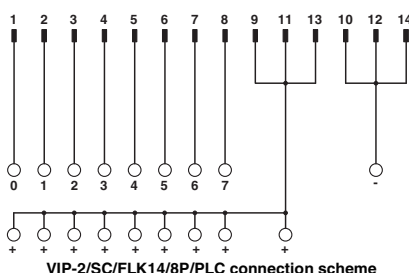 1 2 3 4 5 6 7 8 9 11 13 10 12 14
0 1 2 3 4 5 6 7 -
+ + + + + + + + +
VIP-2/SC/FLK14/8P/PLC connection scheme